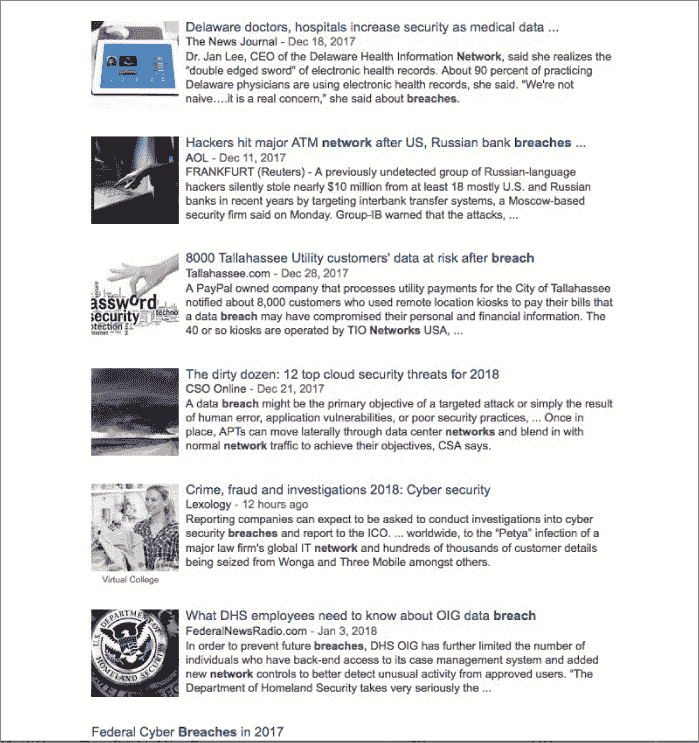 Delaware doctors, hospitals increase security as medical data ...
The News Journal - Dec 18, 2017
Dr. Jan Lee, CEO of the Delaware Health Information Network, said she realizes the
"double edged sword" of electronic health records. About 90 percent of practicing
Delaware physicians are using electronic health records, she said. "We're not
naive….it is a real concern," she said about breaches.
Hackers hit major ATM network after US, Russian bank breaches ...
AOL - Dec 11, 2017
FRANKFURT (Reuters) - A previously undetected group of Russian-language
hackers silently stole nearly $10 million from at least 18 mostly U.S. and Russian
banks in recent years by targeting interbank transfer systems, a Moscow-based
security firm said on Monday. Group-IB warned that the attacks, ...
assword
security
techno
otection
8000 Tallahassee Utility customers' data at risk after breach
Tallahassee.com - Dec 28, 2017
A PayPal owned company that processes utility payments for the City of Tallahassee
notified about 8,000 customers who used remote location kiosks to pay their bills that
a data breach may have compromised their personal and financial information. The
40 or so kiosks are operated by TIO Networks USA, ...
The dirty dozen: 12 top cloud security threats for 2018
CSO Online - Dec 21, 2017
A data breach might be the primary objective of a targeted attack or simply the result
of human error, application vulnerabilities, or poor security practices, ... Once in
place, APTs can move laterally through data center networks and blend in with
normal network traffic to achieve their objectives, CSA says.
Crime, fraud and investigations 2018: Cyber security
Lexology - 12 hours ago
Reporting companies can expect to be asked to conduct investigations into cyber
security breaches and report to the ICO. ... worldwide, to the “Petya” infection of a
major law firm's global IT network and hundreds of thousands of customer details
being seized from Wonga and Three Mobile amongst others.
Virtual College
U.S. DEPARTMENT OF HOMELAND SECURITY
What DHS employees need to know about OIG data breach
FederalNewsRadio.com - Jan 3, 2018
In order to prevent future breaches, DHS OIG has further limited the number of
individuals who have back-end access to its case management system and added
new network controls to better detect unusual activity from approved users. "The
Department of Homeland Security takes very seriously the ...
Federal Cyber Breaches in 2017